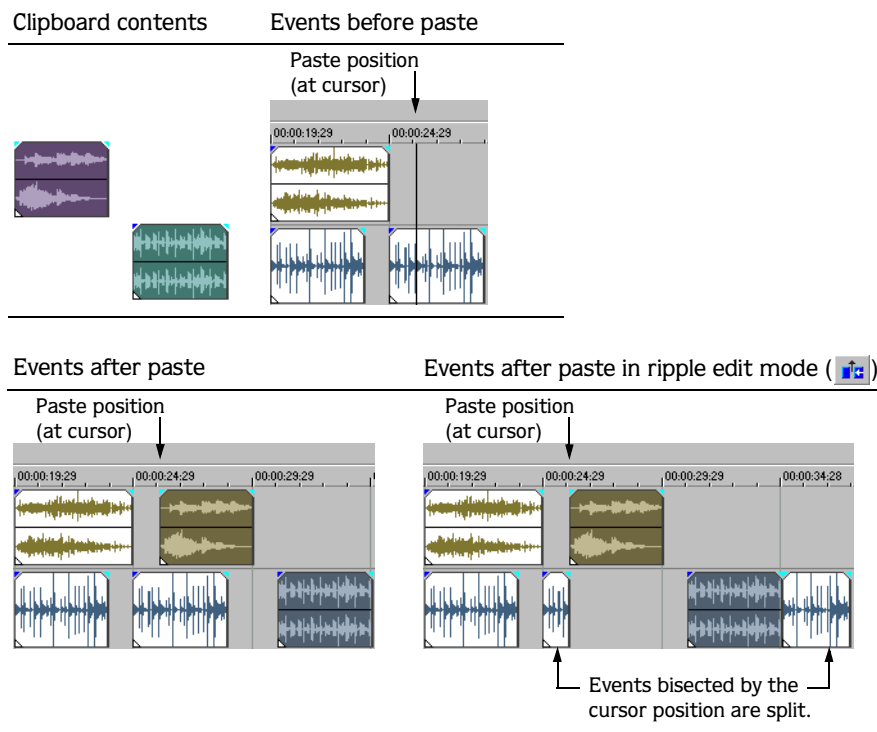 Clipboard contents
Events before paste
Paste position
(at cursor)
00:00:19:29 00:00:24:29
Events after paste
Events after paste in ripple edit mode ( )
Paste position
(at cursor)
00:00:19:29 00:00:24:29 00:00:29:29
Paste position
(at cursor)
00:00:19:29 00:00:24:29 00:00:29:29 00:00:34:28
Events bisected by the
cursor position are split.